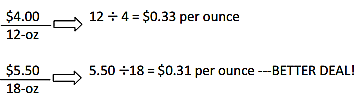 $4.00 12 ÷ 4 = $0.33 per ounce
12-oz
$5.50 5.50 ÷18 = $0.31 per ounce ---BETTER DEAL!
18-oz